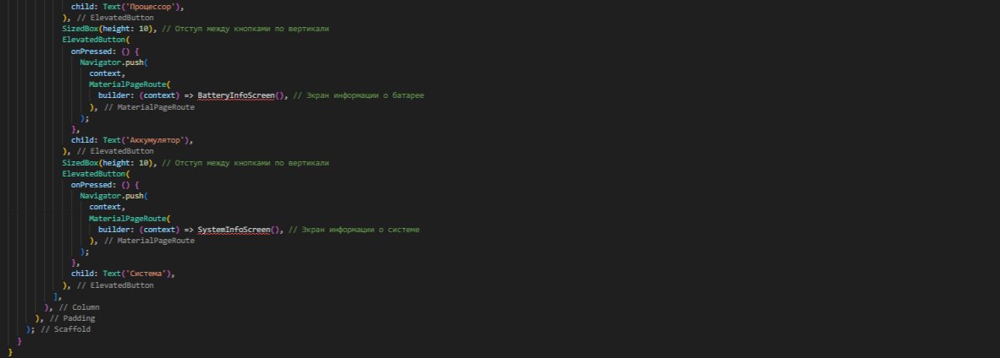 child: Text('Процессор'),
), // ElevatedButton
SizedBox(height: 10), // Отступ между кнопками по вертикали
ElevatedButton(
onPressed: () {
Navigator.push(
context,
MaterialPageRoute(
builder: (context) => BatteryInfoScreen(), // Экран информации о батарее
), // MaterialPageRoute
);
},
child: Text('Аккумулятор'),
), // ElevatedButton
SizedBox(height: 10), // Отступ между кнопками по вертикали
ElevatedButton(
onPressed: () {
Navigator.push(
context,
MaterialPageRoute(
builder: (context) => SystemInfoScreen(), // Экран информации о системе
), // MaterialPageRoute
);
},
child: Text('Система'),
), // ElevatedButton
],
), // Column
), // Padding
); // Scaffold
}
}